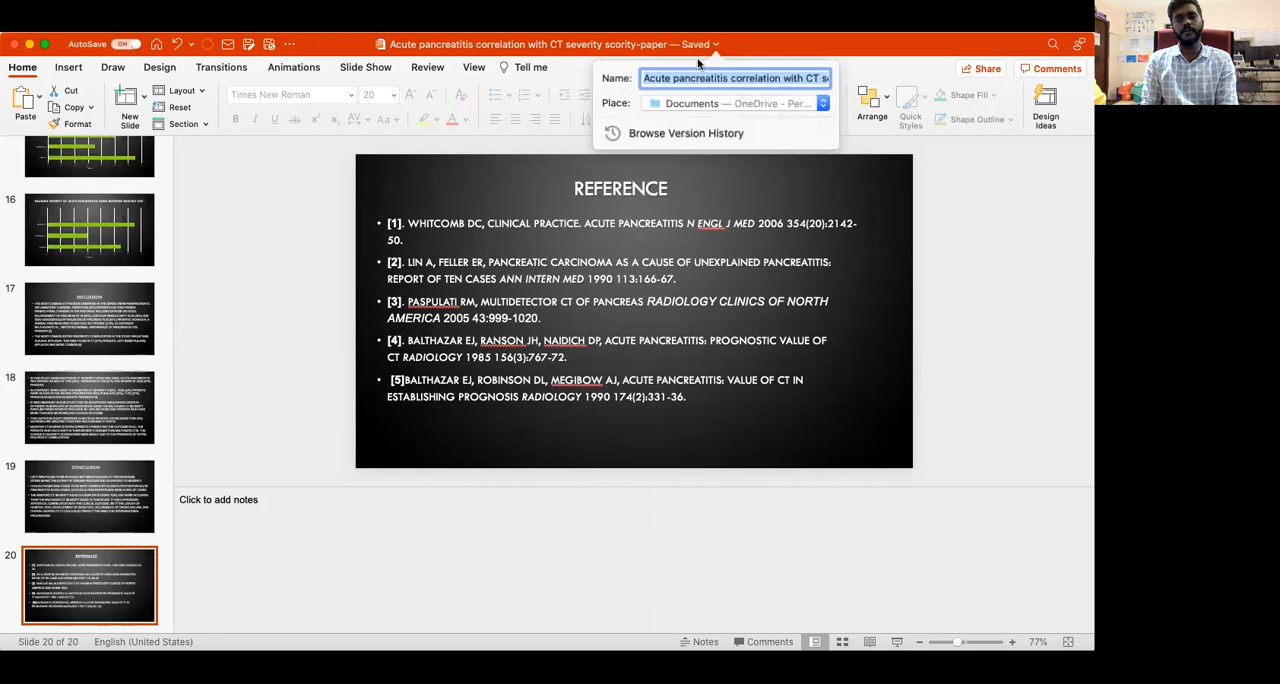 AutoSave ON
Acute pancreatitis correlation with CT severity scority-paper — Saved
Home Insert Draw Design Slide Show Transitions Animations Review View Tell me
Share Comments
Name: Acute pancreatitis correlation with CT s
Place: Documents — OneDrive - Per...
Browse Version History
Paste
Cut
Copy
Format
New Slide
Layout
Reset
Section
Times New Roman 20
Arrange
Quick Styles
Shape Fill
Shape Outline
Design Ideas
REFERENCE
• [1]. WHITCOMB DC, CLINICAL PRACTICE. ACUTE PANCREATITIS N ENGL J MED 2006 354(20):2142-
50.
• [2]. LIN A, FELLER ER, PANCREATIC CARCINOMA AS A CAUSE OF UNEXPLAINED PANCREATITIS:
REPORT OF TEN CASES ANN INTERN MED 1990 113:166-67.
• [3]. PASPULATI RM, MULTIDETECTOR CT OF PANCREAS RADIOLOGY CLINICS OF NORTH
AMERICA 2005 43:999-1020.
• [4]. BALTHAZAR EJ, RANSON JH, NAIDICH DP, ACUTE PANCREATITIS: PROGNOSTIC VALUE OF
CT RADIOLOGY 1985 156(3):767-72.
• [5]BALTHAZAR EJ, ROBINSON DL, MEGIBOW AJ, ACUTE PANCREATITIS: VALUE OF CT IN
ESTABLISHING PROGNOSIS RADIOLOGY 1990 174(2):331-36.
16
17
DISCUSSION
18
19
CONCLUSION
20
REFERENCE
Click to add notes
Slide 20 of 20 English (United States) Notes Comments 77%